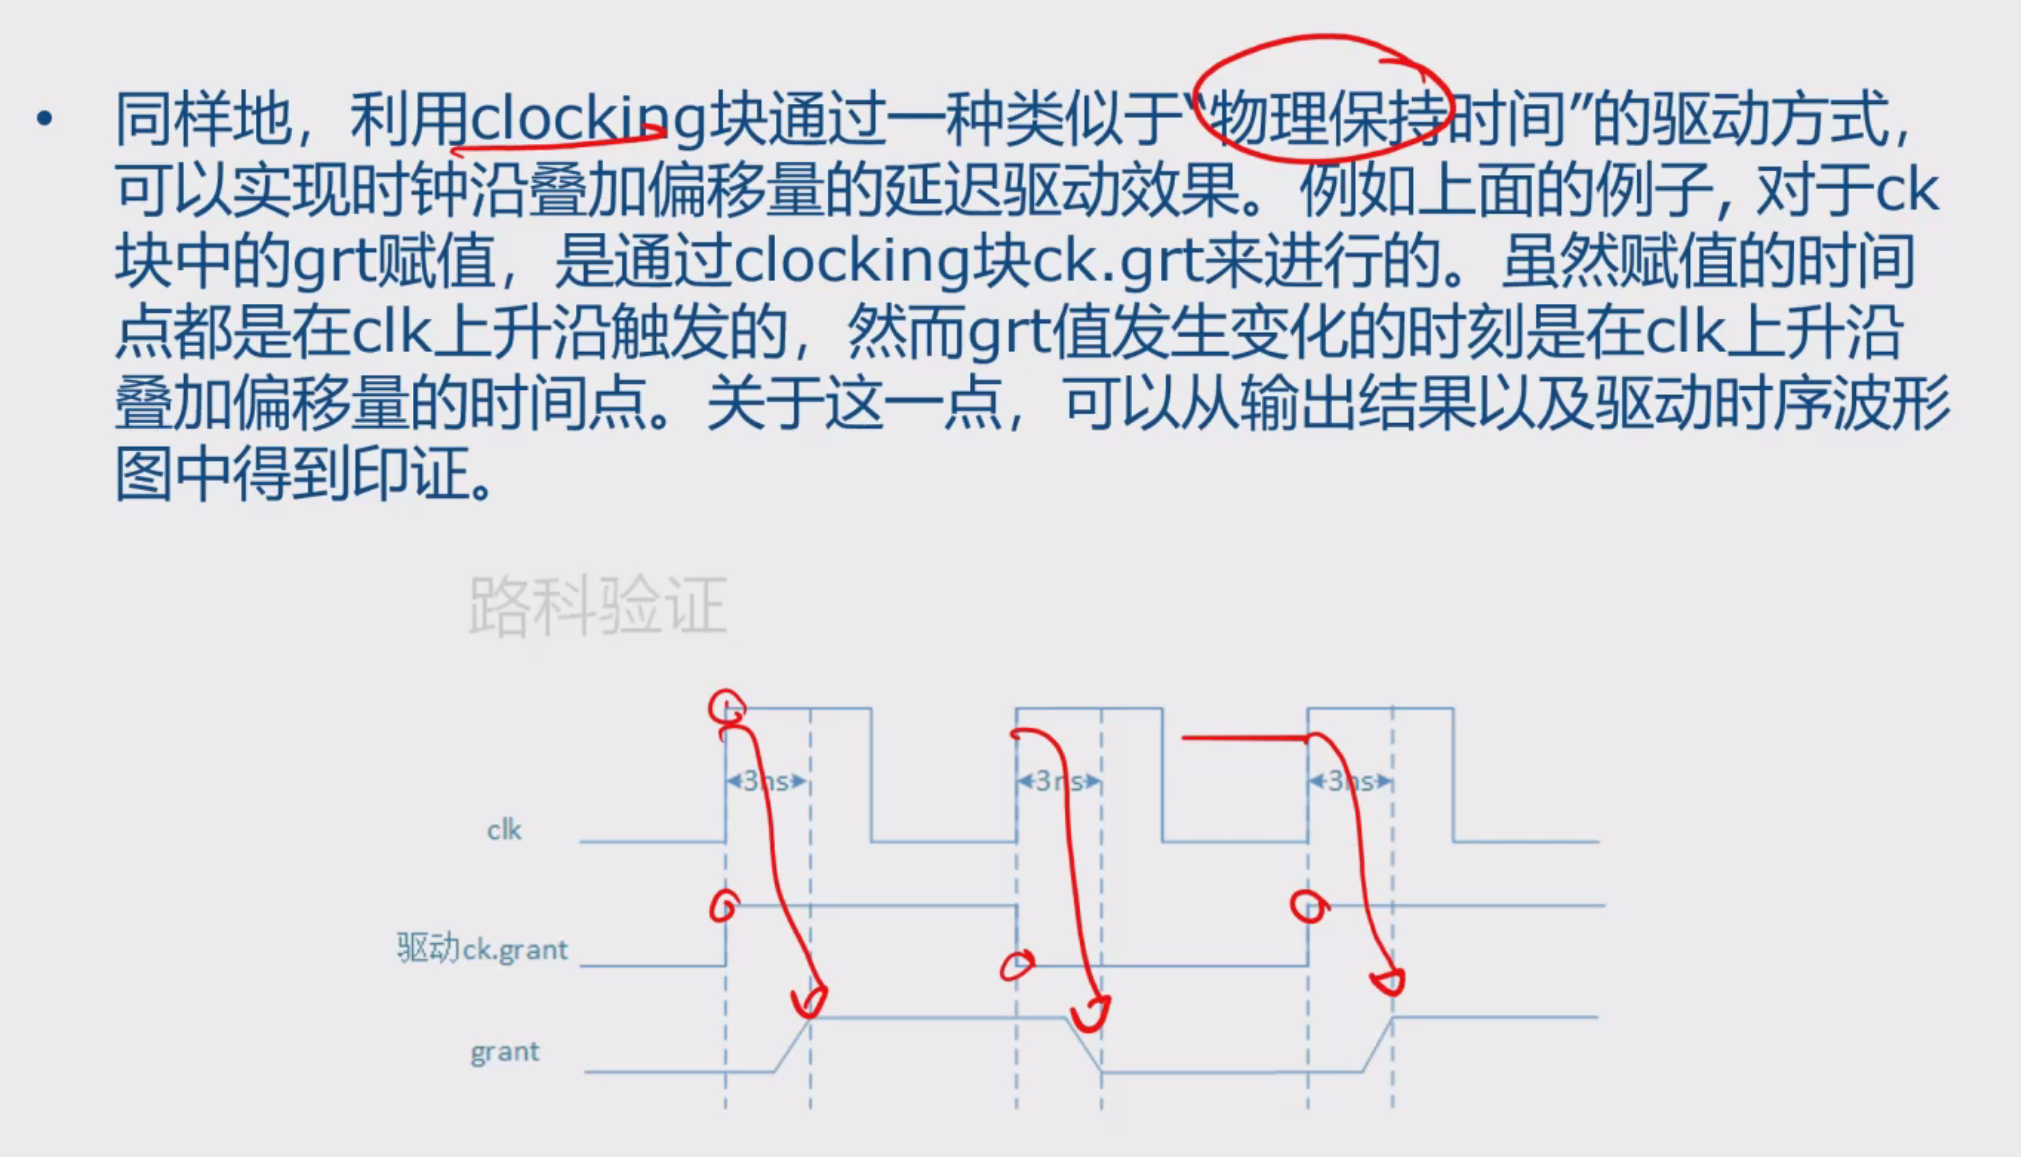 • 同样地，利用clocking块通过一种类似于“物理保持时间”的驱动方式，
可以实现时钟沿叠加偏移量的延迟驱动效果。例如上面的例子, 对于ck
块中的grt赋值，是通过clocking块ck.grt来进行的。虽然赋值的时间
点都是在clk上升沿触发的，然而grt值发生变化的时刻是在clk上升沿
叠加偏移量的时间点。关于这一点，可以从输出结果以及驱动时序波形
图中得到印证。
路科验证
3ns 3ns 3ns
clk
驱动ck.grant
grant